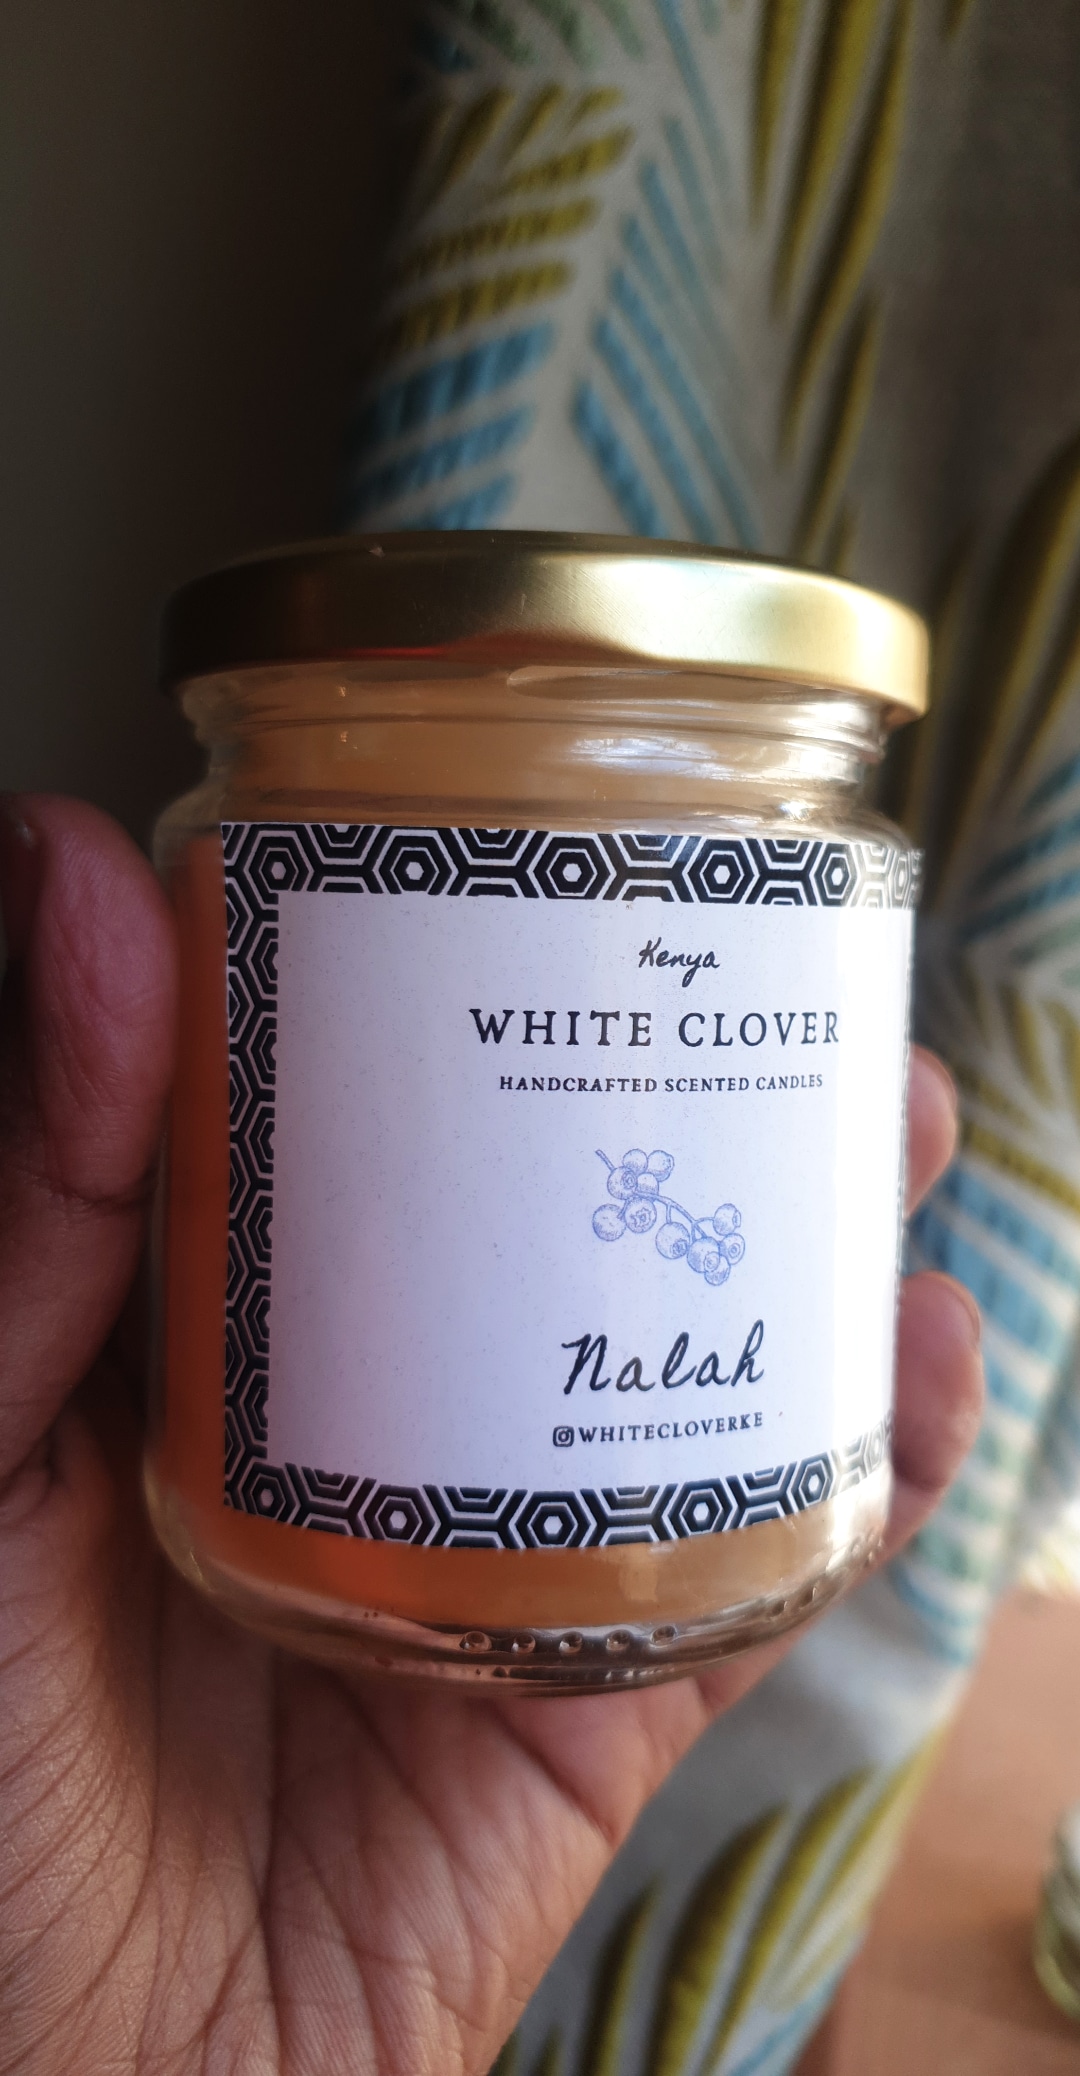 Kenya
WHITE CLOVER
HANDCRAFTED SCENTED CANDLES
Nalah
WHITECLOVERKE